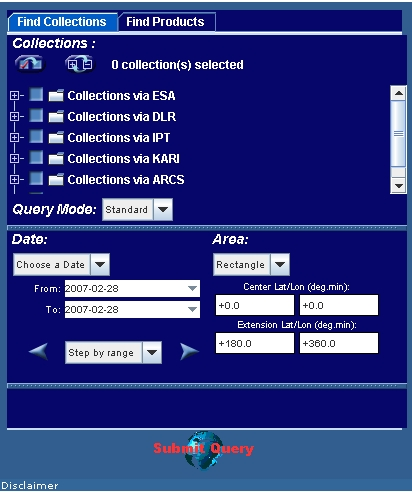 Find Collections Find Products
Collections :
0 collection(s) selected
Collections via ESA
Collections via DLR
Collections via IPT
Collections via KARI
Collections via ARCS
Query Mode: Standard
Date: Area:
Choose a Date Rectangle
From: 2007-02-28 Center Lat/Lon (deg.min):
To: 2007-02-28 +0.0 +0.0
Extension Lat/Lon (deg.min):
Step by range +180.0 +360.0
Submit Query
Disclaimer